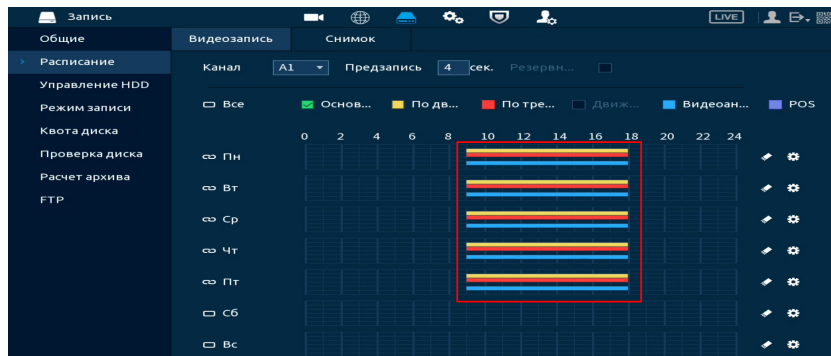 Запись LIVE
Общие Видеозапись Снимок
Расписание Канал A1 Предзапись 4 сек. Резервн...
Управление HDD
Режим записи Все Основ... По дв... По тре... Движ... Видеоан... POS
Квота диска
0 2 4 6 8 10 12 14 16 18 20 22 24
Проверка диска Пн
Расчет архива
Вт
FTP
Ср
Чт
Пт
Сб
Вс